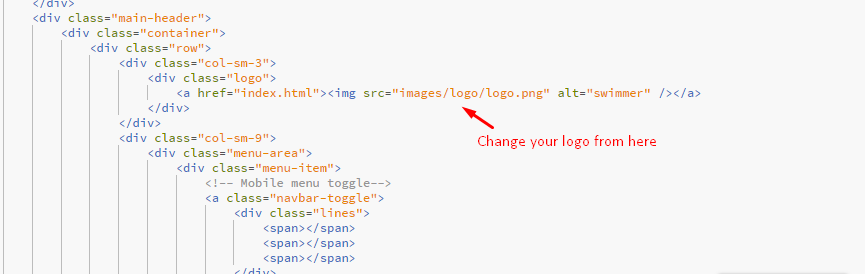 </div>
<div class="main-header">
<div class="container">
<div class="row">
<div class="col-sm-3">
<div class="logo">
<a href="index.html"><img src="images/logo/logo.png" alt="swimmer" /></a>
</div>
</div>
Change your logo from here
<div class="col-sm-9">
<div class="menu-area">
<div class="menu-item">
<!-- Mobile menu toggle-->
<a class="navbar-toggle">
<div class="lines">
<span></span>
<span></span>
<span></span>
</div>